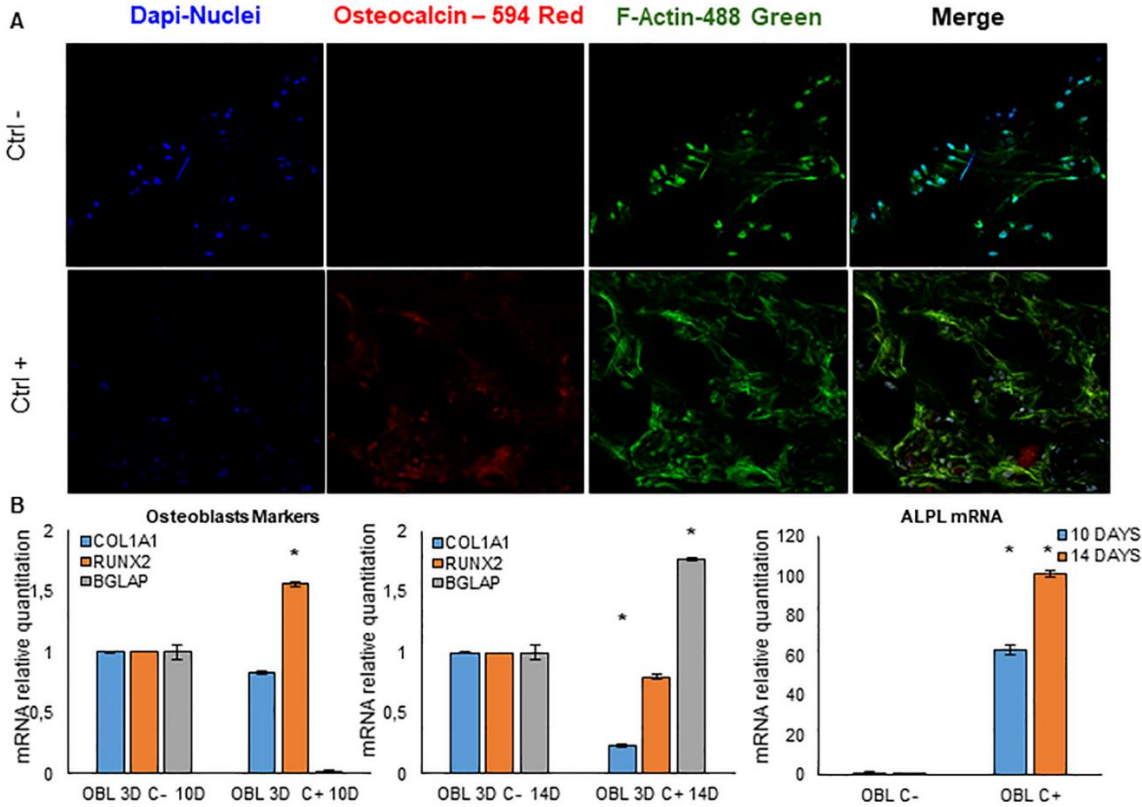 A
Dapi-Nuclei
Osteocalcin – 594 Red
F-Actin-488 Green
Merge
Ctrl -
Ctrl +
B
Osteoblasts Markers
mRNA relative quantitation
2
1,5
1
0,5
0
COL1A1
RUNX2
BGLAP
*
OBL 3D C- 10D
OBL 3D C+ 10D
mRNA relative quantitation
2
1,5
1
0,5
0
COL1A1
RUNX2
BGLAP
*
*
OBL 3D C- 14D
OBL 3D C+ 14D
ALPL mRNA
mRNA relative quantitation
120
100
80
60
40
20
0
10 DAYS
14 DAYS
* *
OBL C-
OBL C+